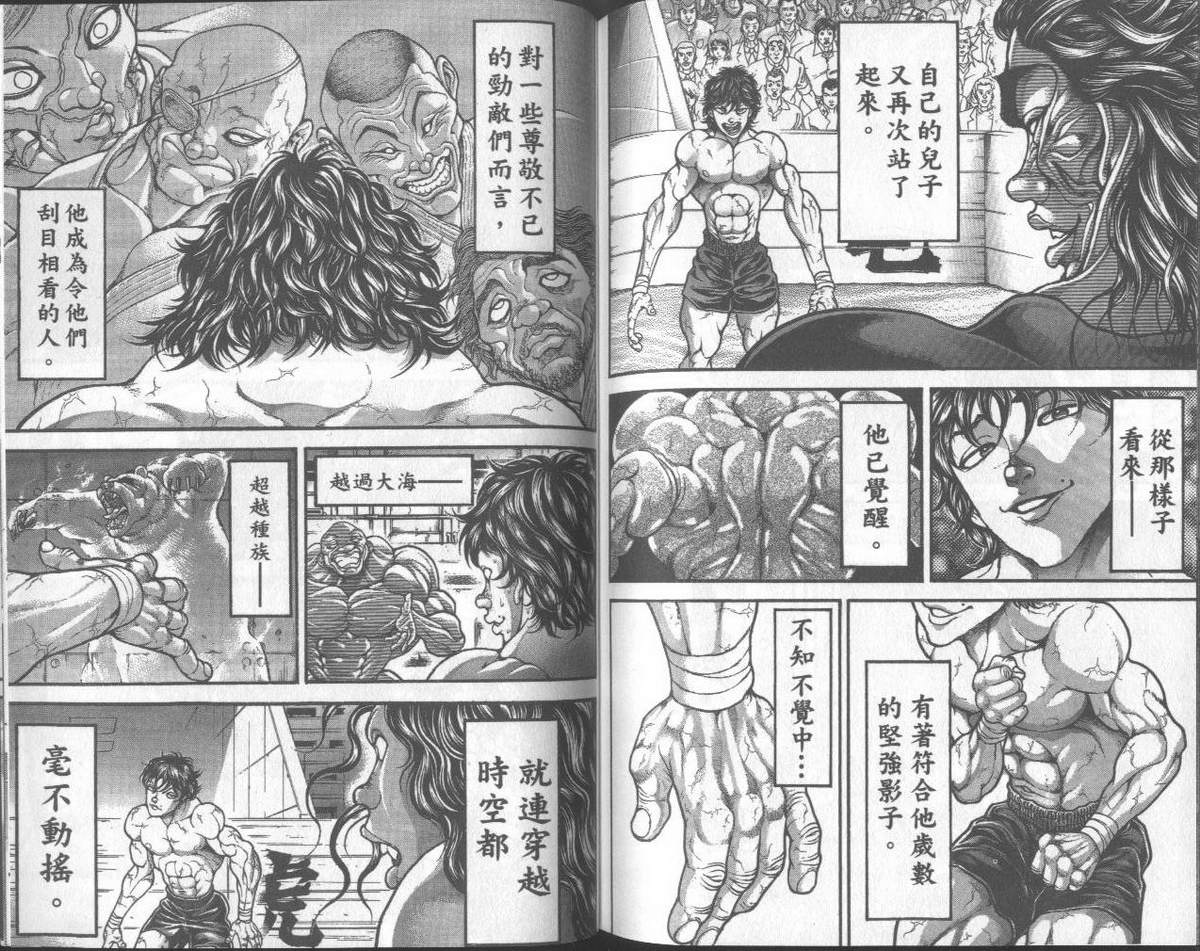 自己的兒子
又再次站了
起來。
從那樣子
看來——
他已覺醒。
有著符合他歲數
的堅強影子。
不知不覺中…
對一些尊敬不已
的勁敵們而言，
他成為令他們
刮目相看的人。
越過大海——
超越種族——
就連穿越
時空都
毫不動搖。